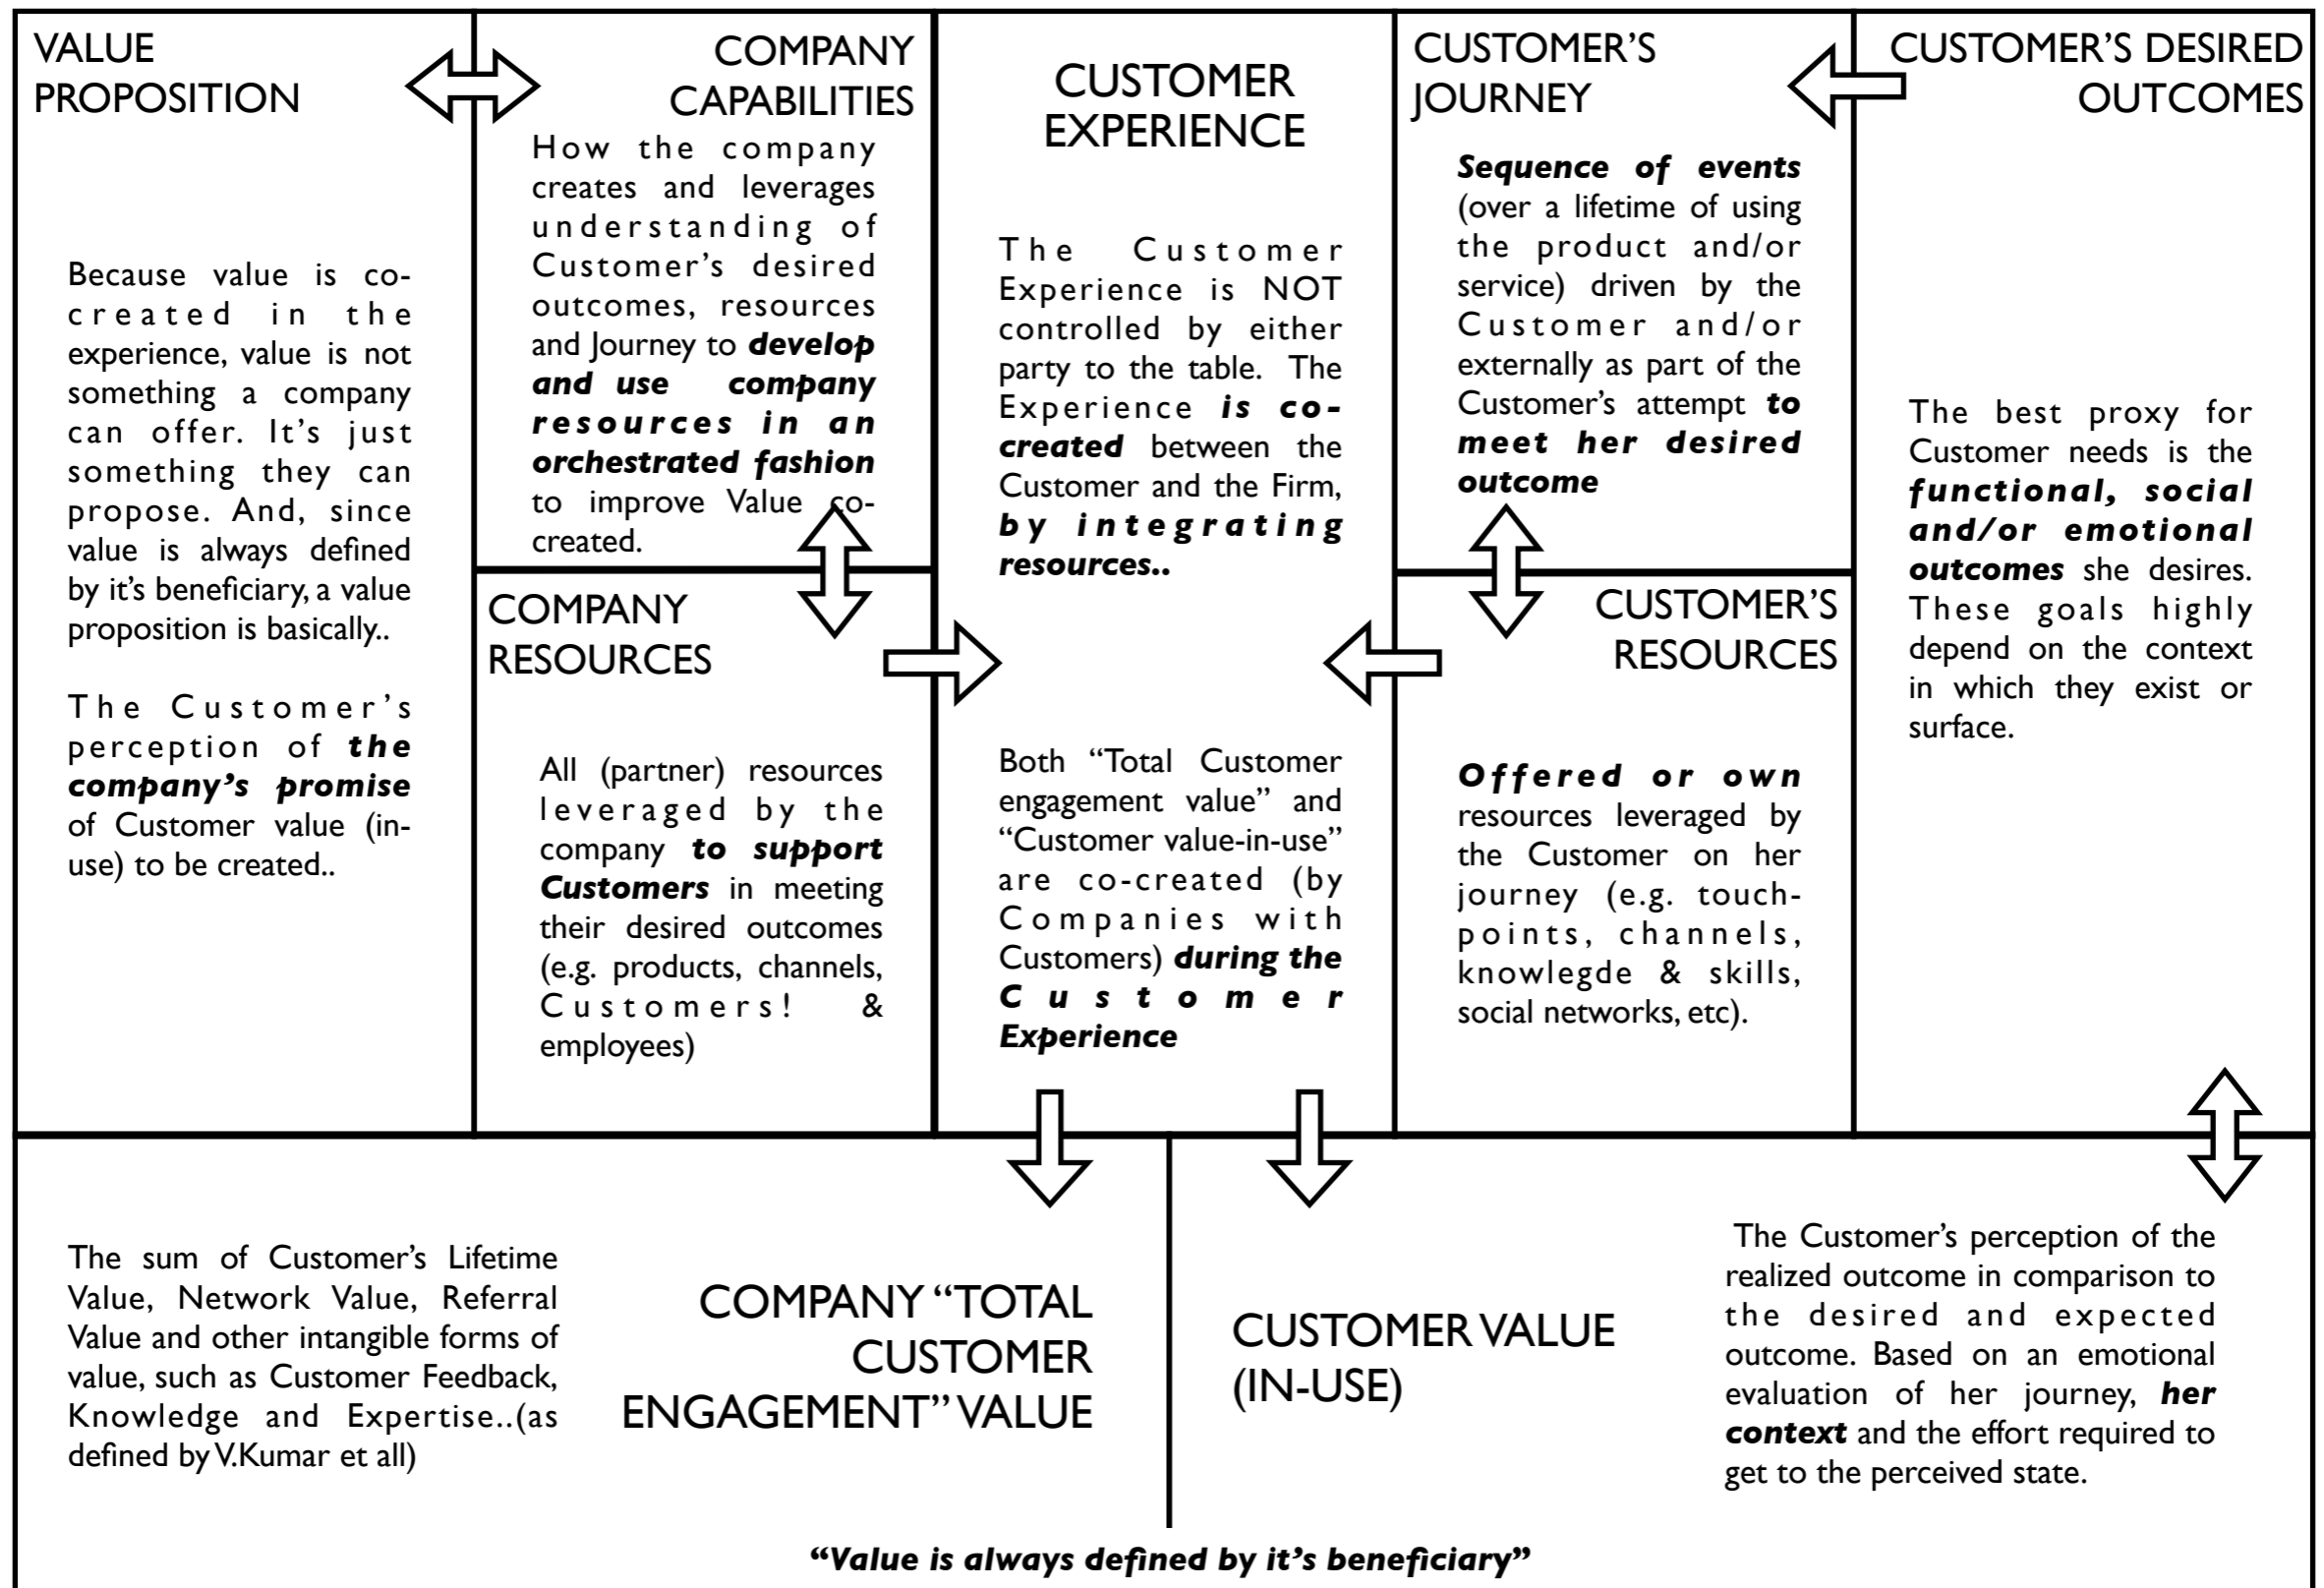 VALUE
PROPOSITION
Because value is co-
created in the
experience, value is not
something a company
can offer. It's just
something they can
propose. And, since
value is always defined
by it's beneficiary, a value
proposition is basically..
The Customer's
perception of the
company's promise
of Customer value (in-
use) to be created..
COMPANY
CAPABILITIES
How the company
creates and leverages
understanding of
Customer's desired
outcomes, resources
and Journey to develop
and use company
resources in an
orchestrated fashion
to improve Value co-
created.
COMPANY
RESOURCES
All (partner) resources
leveraged by the
company to support
Customers in meeting
their desired outcomes
(e.g. products, channels,
Customers! &
employees)
CUSTOMER
EXPERIENCE
The Customer
Experience is NOT
controlled by either
party to the table. The
Experience is co-
created between the
Customer and the Firm,
by integrating
resources..
Both “Total Customer
engagement value” and
“Customer value-in-use”
are co-created (by
Companies with
Customers) during the
Customer
Experience
CUSTOMER'S
JOURNEY
Sequence of events
(over a lifetime of using
the product and/or
service) driven by the
Customer and/or
externally as part of the
Customer's attempt to
meet her desired
outcome
CUSTOMER'S
RESOURCES
Offered or own
resources leveraged by
the Customer on her
journey (e.g. touch-
points, channels,
knowlegde & skills,
social networks, etc).
CUSTOMER'S DESIRED
OUTCOMES
The best proxy for
Customer needs is the
functional, social
and/or emotional
outcomes she desires.
These goals highly
depend on the context
in which they exist or
surface.
The sum of Customer's Lifetime
Value, Network Value, Referral
Value and other intangible forms of
value, such as Customer Feedback,
Knowledge and Expertise..(as
defined by V.Kumar et all)
COMPANY “TOTAL
CUSTOMER
ENGAGEMENT” VALUE
CUSTOMER VALUE
(IN-USE)
The Customer's perception of the
realized outcome in comparison to
the desired and expected
outcome. Based on an emotional
evaluation of her journey, her
context and the effort required to
get to the perceived state.
“Value is always defined by it's beneficiary”